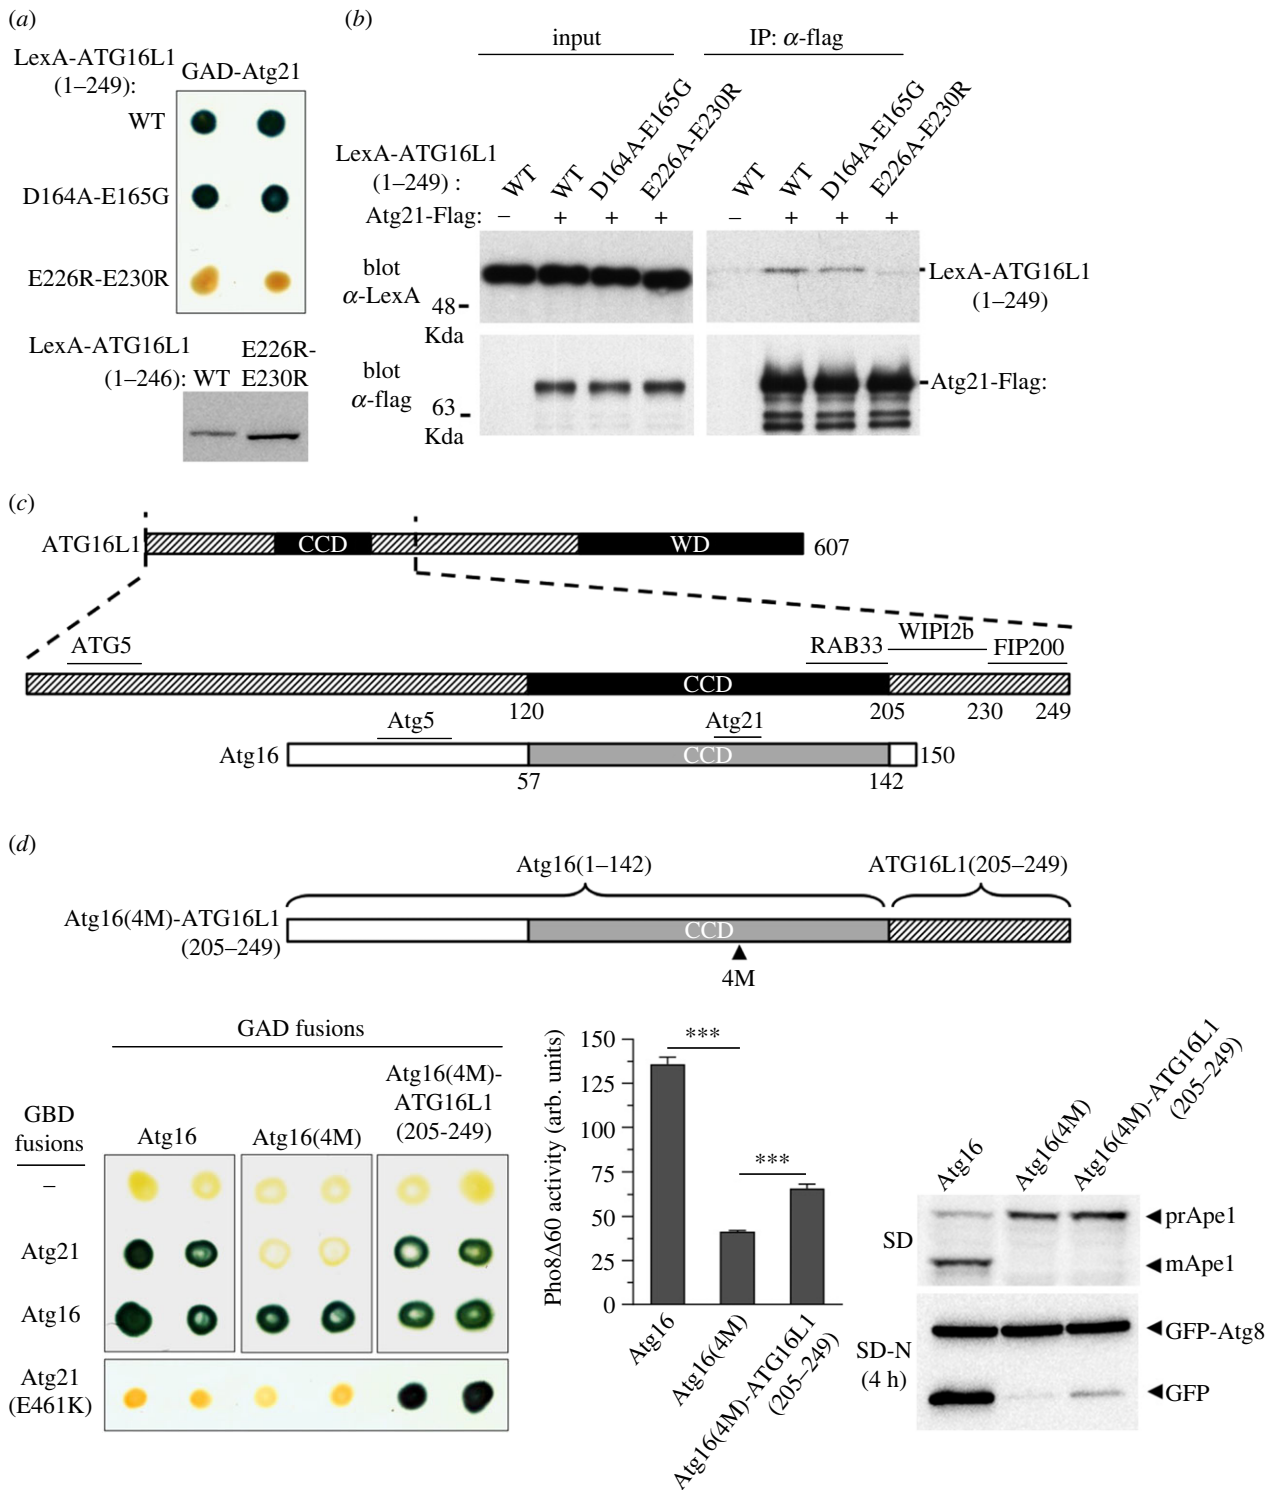 (a)
LexA-ATG16L1
(1–249):
GAD-Atg21
WT
D164A-E165G
E226R-E230R
LexA-ATG16L1
(1–246):
WT
E226R-
E230R
(b)
input
IP: α-flag
LexA-ATG16L1
(1–249) :
WT
WT
D164A-E165G
E226A-E230R
WT
WT
D164A-E165G
E226A-E230R
Atg21-Flag:
– + + + – + + +
blot
α-LexA
48
Kda
LexA-ATG16L1
(1–249)
blot
α-flag
63
Kda
Atg21-Flag:
(c)
ATG16L1
CCD
WD
607
ATG5
RAB33
WIPI2b
FIP200
CCD
120
205
230
249
Atg5
Atg21
Atg16
CCD
150
57
142
(d)
Atg16(1–142)
ATG16L1(205–249)
Atg16(4M)-ATG16L1
(205–249)
CCD
4M
GAD fusions
GBD
fusions
Atg16
Atg16(4M)
Atg16(4M)-
ATG16L1
(205-249)
–
Atg21
Atg16
Atg21
(E461K)
Pho8Δ60 activity (arb. units)
150
125
100
75
50
25
0
***
***
Atg16
Atg16(4M)
Atg16(4M)-ATG16L1
(205–249)
Atg16
Atg16(4M)
Atg16(4M)-ATG16L1
(205–249)
SD
prApe1
mApe1
SD-N
(4 h)
GFP-Atg8
GFP